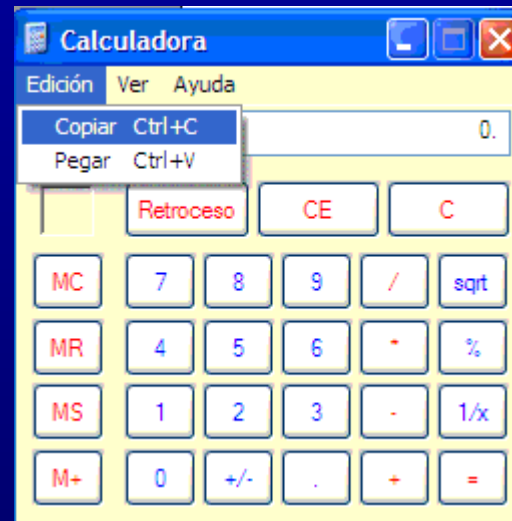 Calculadora
Edición Ver Ayuda
Copiar Ctrl+C
0.
Pegar Ctrl+V
Retroceso CE C
MC 7 8 9 / sqrt
MR 4 5 6 * %
MS 1 2 3 - 1/x
M+ 0 +/- . + =